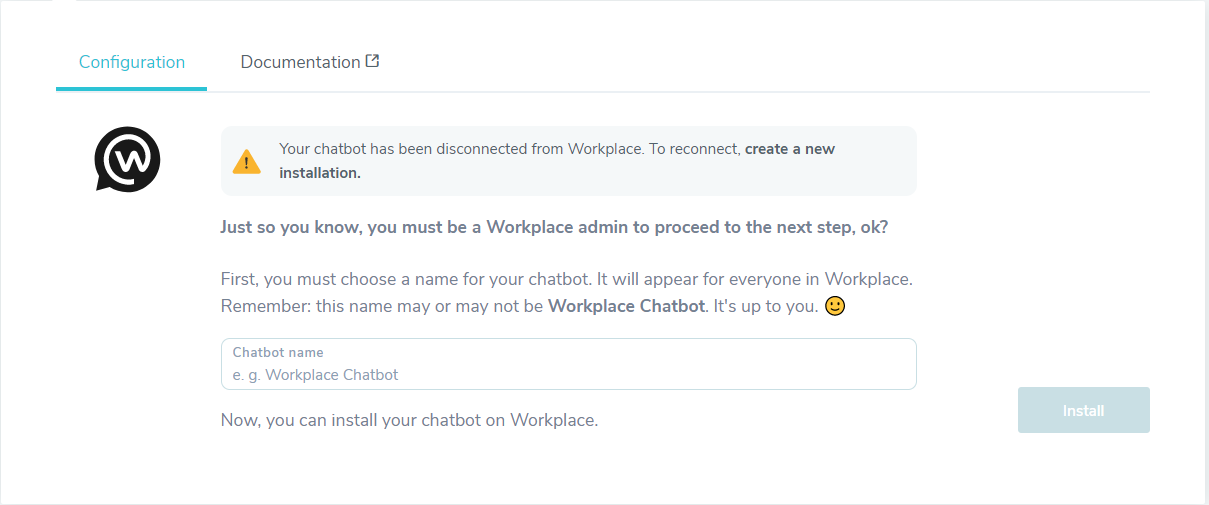 Configuration
Documentation
Your chatbot has been disconnected from Workplace. To reconnect, create a new
installation.
Just so you know, you must be a Workplace admin to proceed to the next step, ok?
First, you must choose a name for your chatbot. It will appear for everyone in Workplace.
Remember: this name may or may not be Workplace Chatbot. It's up to you. 🙂
Chatbot name
e. g. Workplace Chatbot
Now, you can install your chatbot on Workplace.
Install